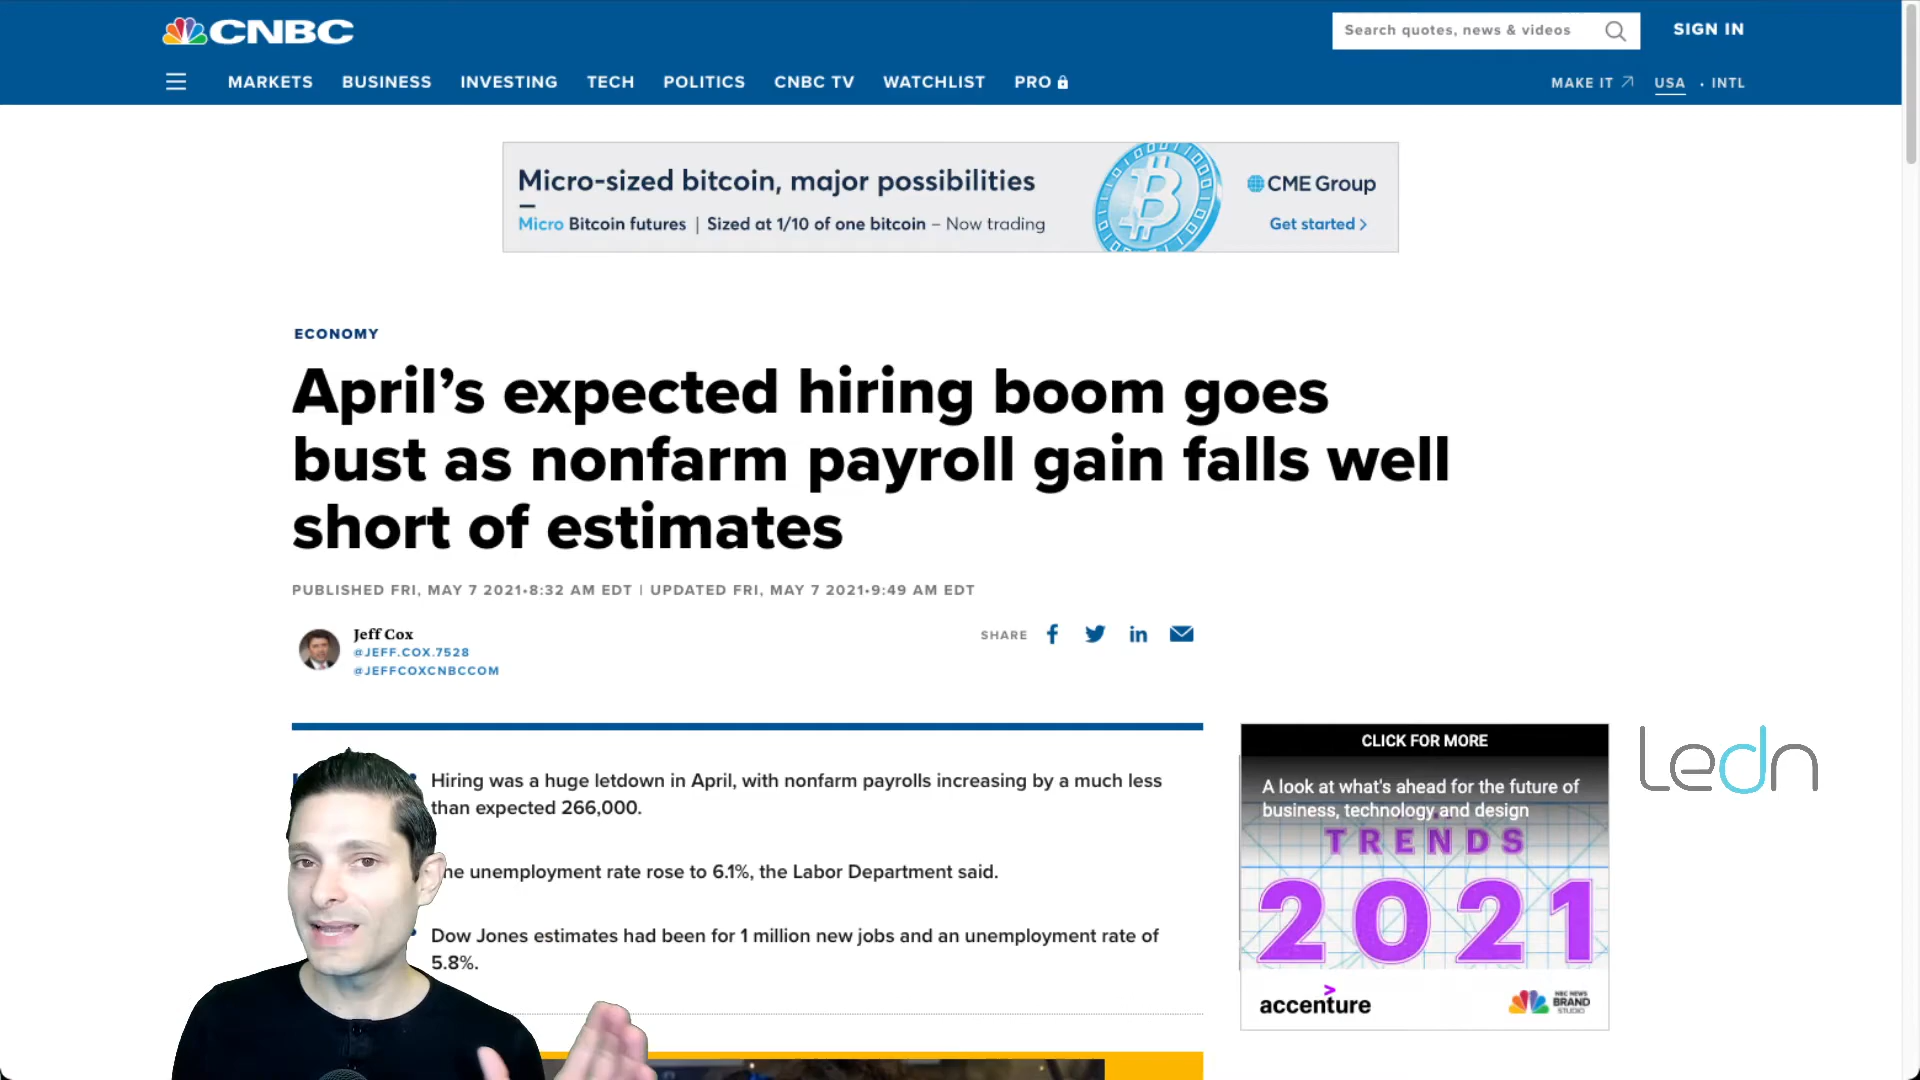 CNBC
Search quotes, news & videos
SIGN IN
MARKETS BUSINESS INVESTING TECH POLITICS CNBC TV WATCHLIST PRO
MAKE IT USA • INTL
Micro-sized bitcoin, major possibilities
Micro Bitcoin futures | Sized at 1/10 of one bitcoin – Now trading
CME Group
Get started >
ECONOMY
April’s expected hiring boom goes
bust as nonfarm payroll gain falls well
short of estimates
PUBLISHED FRI, MAY 7 2021•8:32 AM EDT | UPDATED FRI, MAY 7 2021•9:49 AM EDT
Jeff Cox
@JEFF.COX.7528
@JEFFCOXCNBCCOM
SHARE
Hiring was a huge letdown in April, with nonfarm payrolls increasing by a much less
than expected 266,000.
he unemployment rate rose to 6.1%, the Labor Department said.
Dow Jones estimates had been for 1 million new jobs and an unemployment rate of
5.8%.
CLICK FOR MORE
A look at what's ahead for the future of
business, technology and design
TRENDS
2021
accenture
NBC NEWS
BRAND
STUDIO
ledn